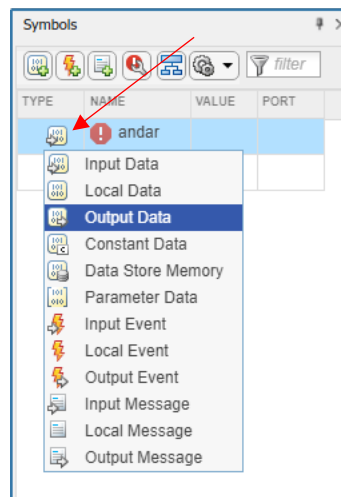 Symbols
filter
TYPE NAME VALUE PORT
andar
Input Data
Local Data
Output Data
Constant Data
Data Store Memory
Parameter Data
Input Event
Local Event
Output Event
Input Message
Local Message
Output Message